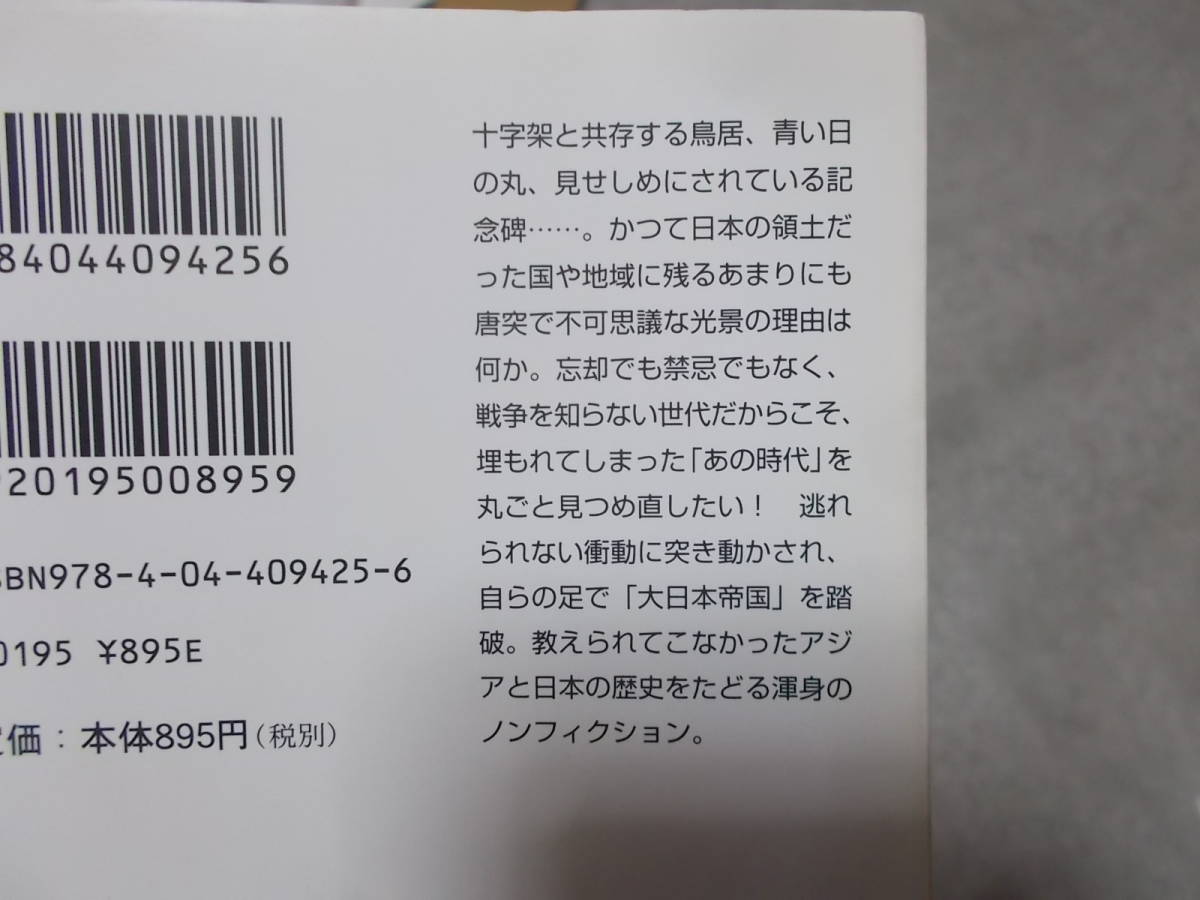 84044094256
920195008959
ISBN978-4-04-409425-6
0195 ¥895E
定価：本体895円(税別)
十字架と共存する鳥居、青い日
の丸、見せしめにされている記
念碑……。かつて日本の領土だ
った国や地域に残るあまりにも
唐突で不可思議な光景の理由は
何か。忘却でも禁忌でもなく、
戦争を知らない世代だからこそ、
埋もれてしまった「あの時代」を
丸ごと見つめ直したい！　逃れ
られない衝動に突き動かされ、
自らの足で「大日本帝国」を踏
破。教えられてこなかったアジ
アと日本の歴史をたどる渾身の
ノンフィクション。